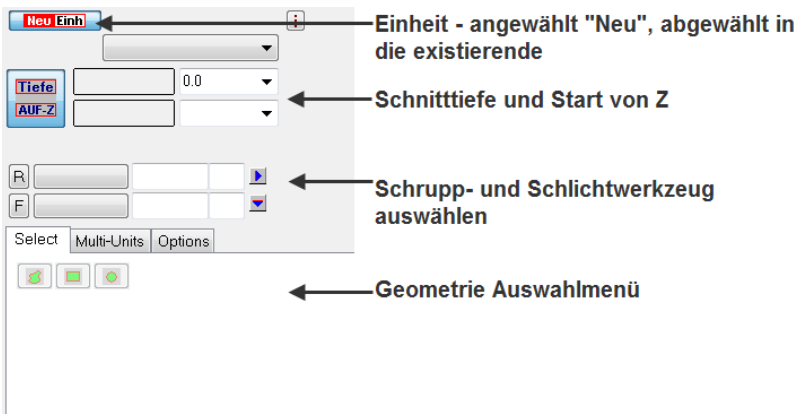 Neu Einh
i
Einheit - angewählt "Neu", abgewählt in
die existierende
Tiefe
AUF-Z
0.0
Schnitttiefe und Start von Z
R
F
Schrupp- und Schlichtwerkzeug
auswählen
Select Multi-Units Options
Geometrie Auswahlmenü